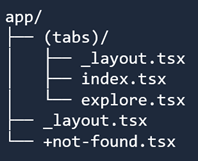 app/
├── (tabs)/
│   ├── _layout.tsx
│   ├── index.tsx
│   └── explore.tsx
├── _layout.tsx
└── +not-found.tsx